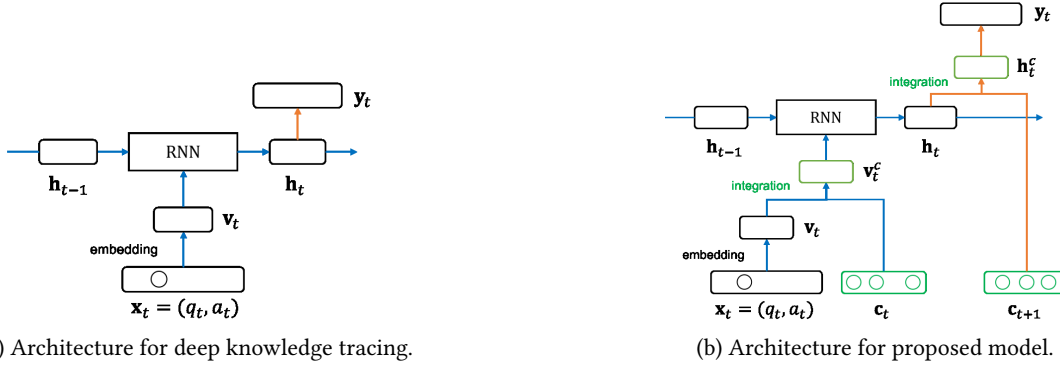 y_t
RNN
h_{t-1}
h_t
v_t
embedding
x_t = (q_t, a_t)
) Architecture for deep knowledge tracing.
y_t
h_t^c
integration
RNN
h_{t-1}
h_t
v_t^c
integration
v_t
embedding
x_t = (q_t, a_t)
c_t
c_{t+1}
(b) Architecture for proposed model.